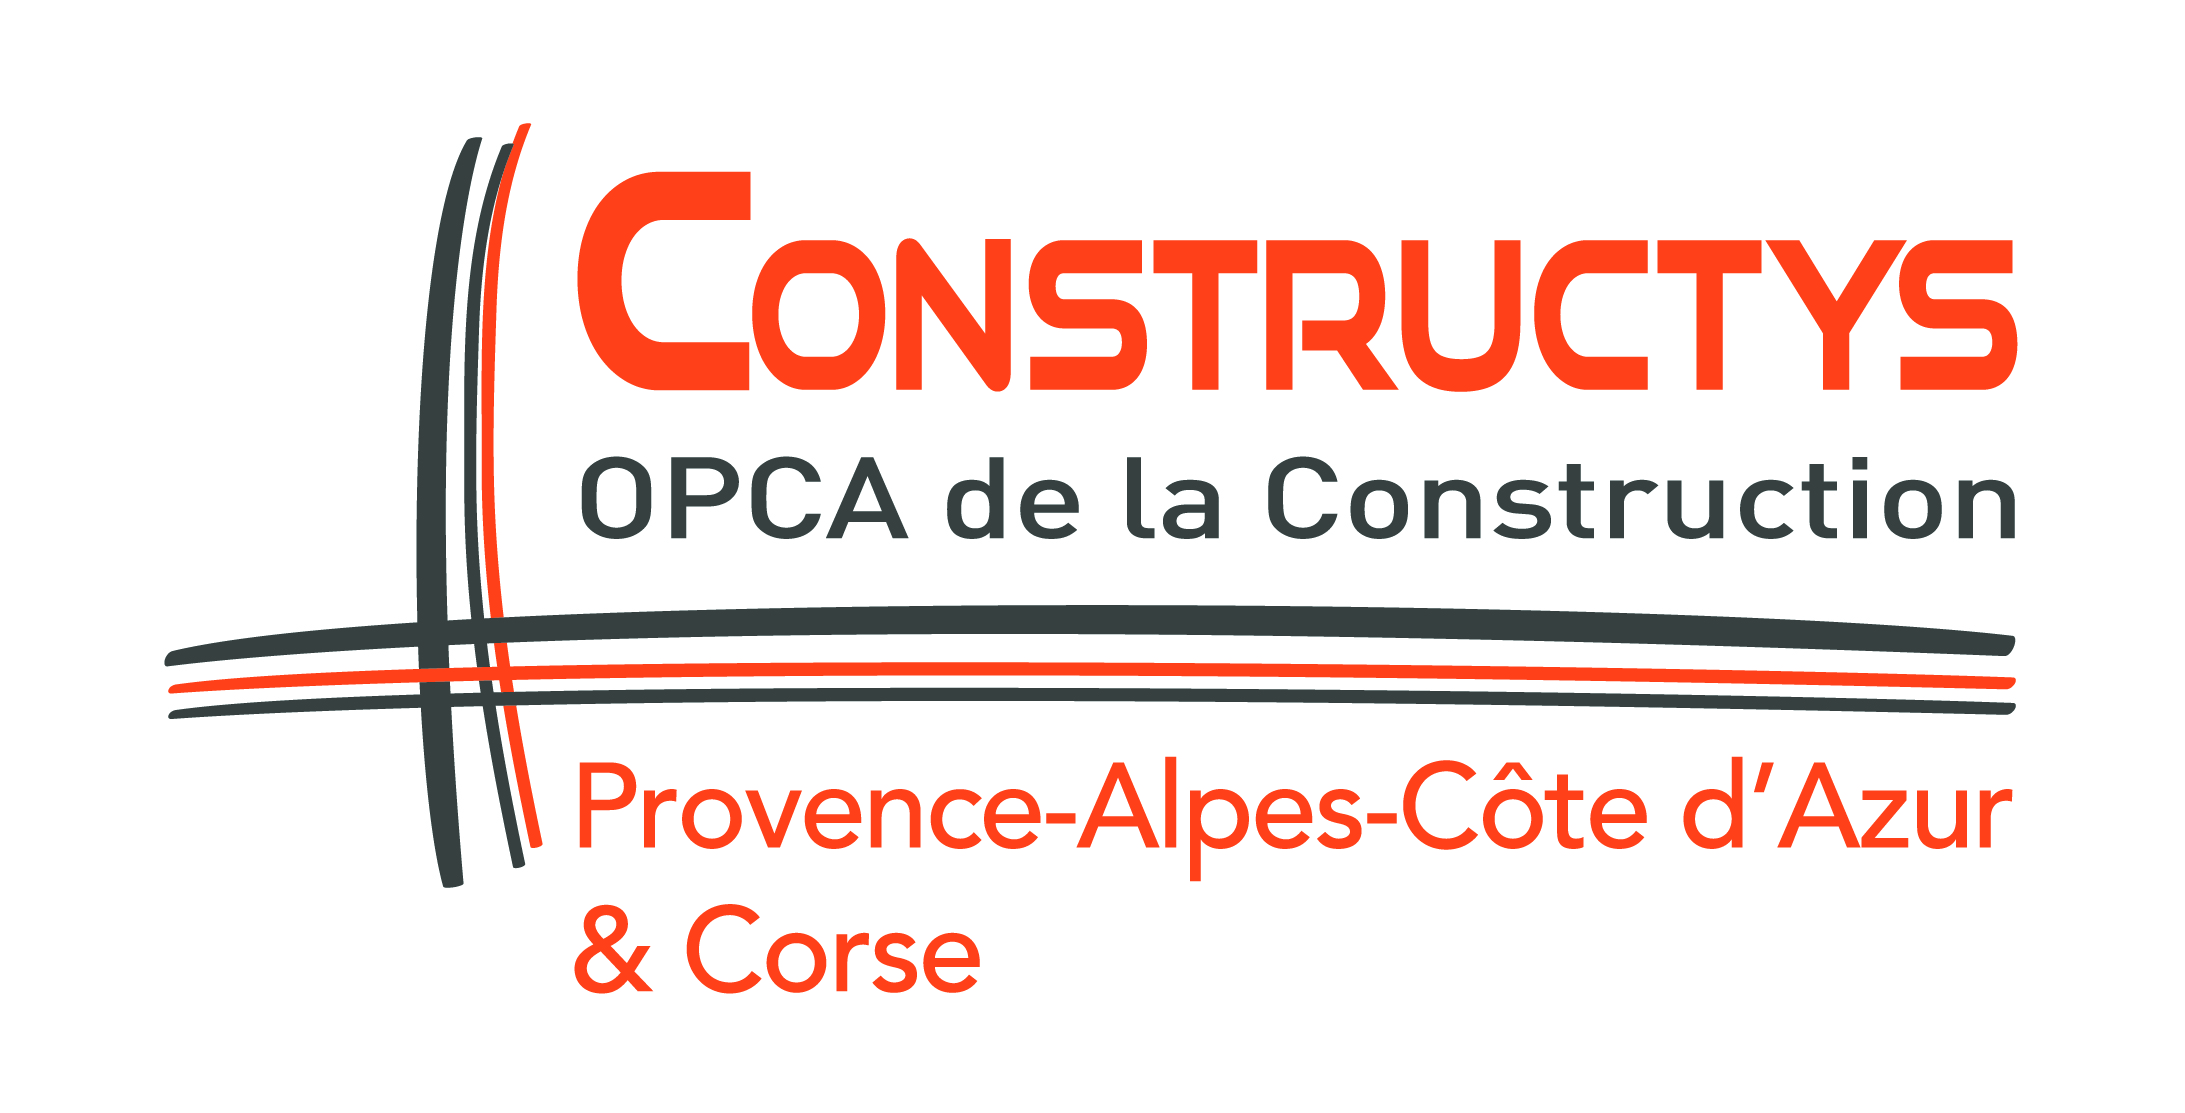 CONSTRUCTYS
OPCA de la Construction
Provence-Alpes-Côte d’Azur
& Corse